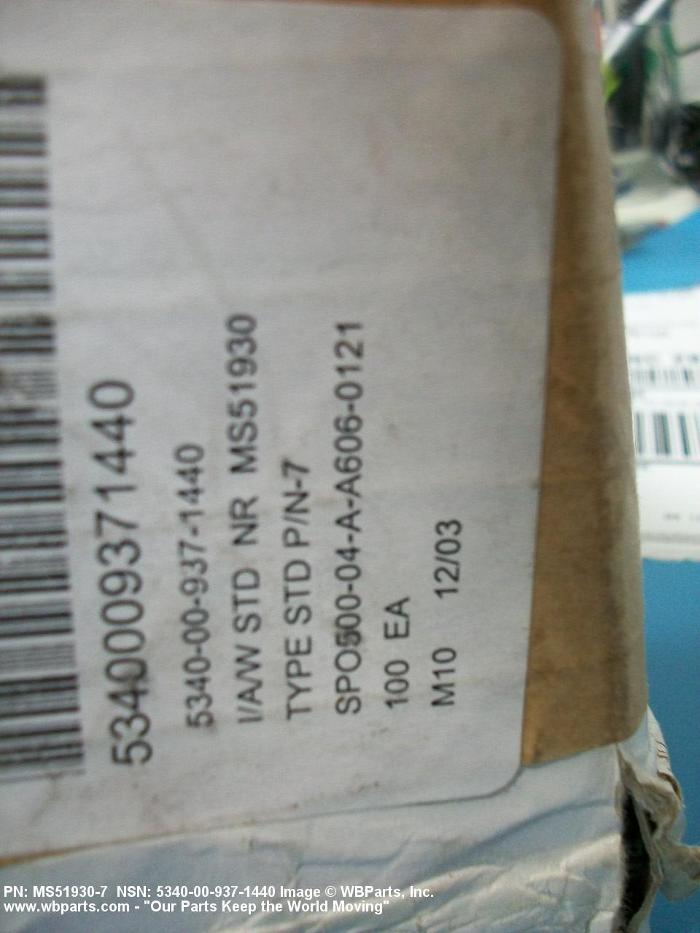 5340009371440
5340-00-937-1440
I/A/W STD NR MS51930
TYPE STD P/N-7
SPO500-04-A-A606-0121
100 EA
M10 12/03
PN: MS51930-7 NSN: 5340-00-937-1440 Image © WBParts, Inc.
www.wbparts.com - "Our Parts Keep the World Moving"